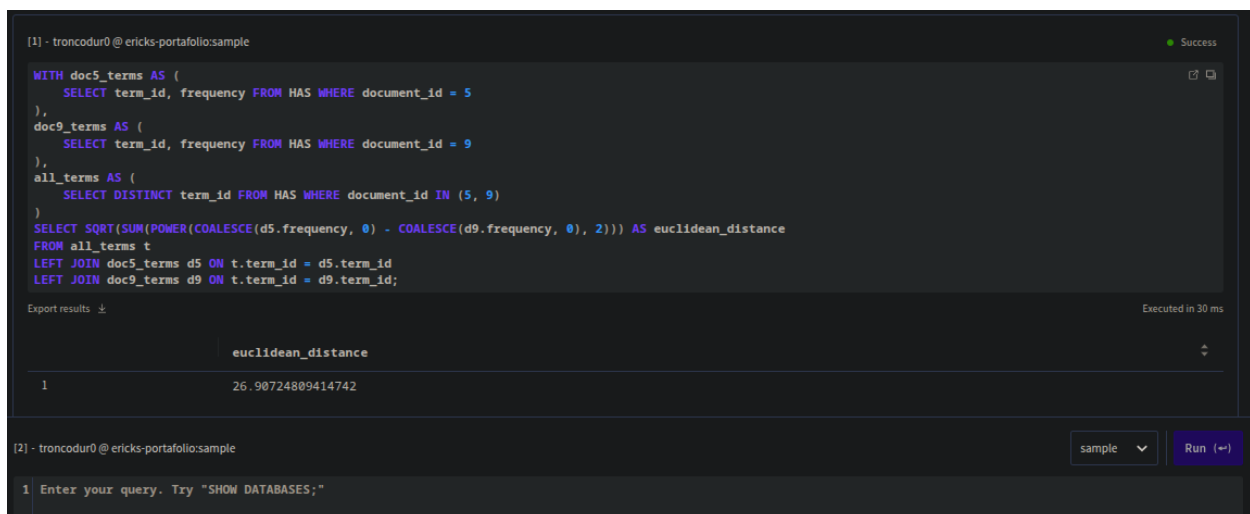 [1] - troncodur0 @ ericks-portafolio:sample
Success
WITH doc5_terms AS (
    SELECT term_id, frequency FROM HAS WHERE document_id = 5
),
doc9_terms AS (
    SELECT term_id, frequency FROM HAS WHERE document_id = 9
),
all_terms AS (
    SELECT DISTINCT term_id FROM HAS WHERE document_id IN (5, 9)
)
SELECT SQRT(SUM(POWER(COALESCE(d5.frequency, 0) - COALESCE(d9.frequency, 0), 2))) AS euclidean_distance
FROM all_terms t
LEFT JOIN doc5_terms d5 ON t.term_id = d5.term_id
LEFT JOIN doc9_terms d9 ON t.term_id = d9.term_id;
Export results
Executed in 30 ms
euclidean_distance
1 26.90724809414742
[2] - troncodur0 @ ericks-portafolio:sample
sample
Run (↩)
1 Enter your query. Try "SHOW DATABASES;"